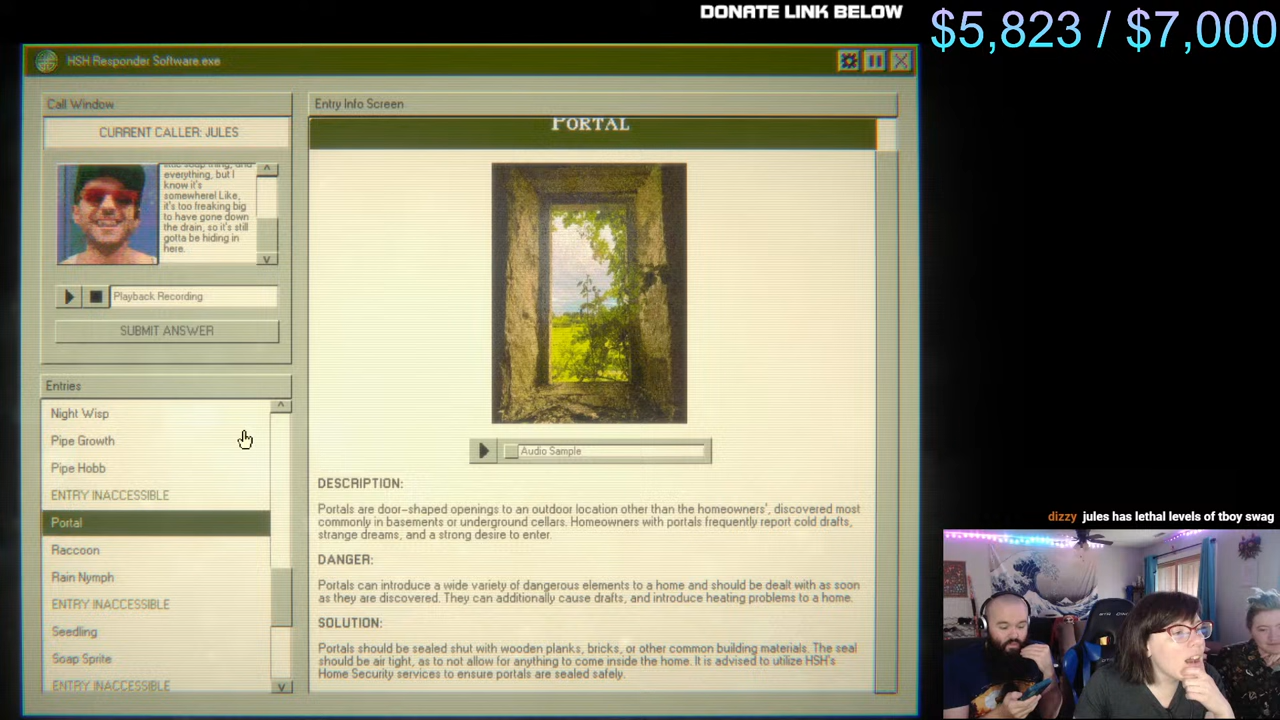 DONATE LINK BELOW
$5,823 / $7,000
HSH Responder Software.exe
Call Window
CURRENT CALLER: JULES
little soap thing, and
everything, but I
know it's
somewhere! Like,
it's too freaking big
to have gone down
the drain, so it's still
gotta be hiding in
here.
Playback Recording
SUBMIT ANSWER
Entries
Night Wisp
Pipe Growth
Pipe Hobb
ENTRY INACCESSIBLE
Portal
Raccoon
Rain Nymph
ENTRY INACCESSIBLE
Seedling
Soap Sprite
ENTRY INACCESSIBLE
Entry Info Screen
PORTAL
Audio Sample
DESCRIPTION:
Portals are door-shaped openings to an outdoor location other than the homeowners', discovered most
commonly in basements or underground cellars. Homeowners with portals frequently report cold drafts,
strange dreams, and a strong desire to enter.
DANGER:
Portals can introduce a wide variety of dangerous elements to a home and should be dealt with as soon
as they are discovered. They can additionally cause drafts, and introduce heating problems to a home.
SOLUTION:
Portals should be sealed shut with wooden planks, bricks, or other common building materials. The seal
should be air tight, as to not allow for anything to come inside the home. It is advised to utilize HSH's
Home Security services to ensure portals are sealed safely.
dizzy jules has lethal levels of tboy swag